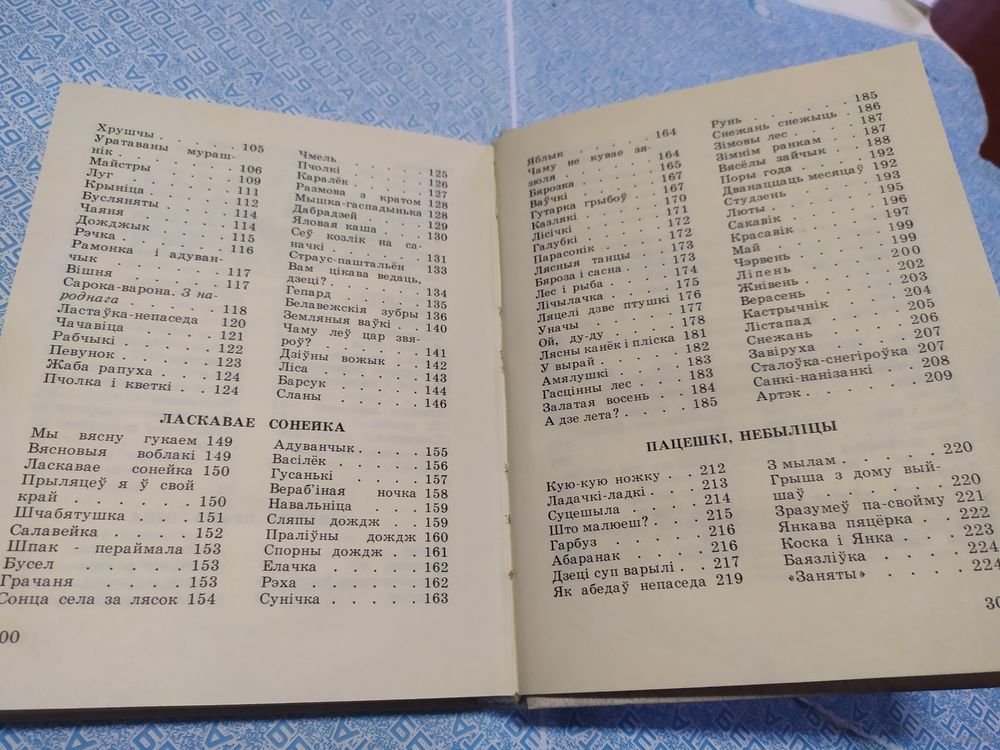 Хрушчы . . . . . 105
Уратаваны мураш-
нік . . . . . . 106
Майстры . . . . 109
Луг . . . . . . 111
Крыніца . . . . 112
Бусляняты . . . 114
Чаяня . . . . . 114
Дожджык . . . . 115
Рэчка . . . . . 116
Рамонка і адуван-
чык . . . . . . 117
Вішня . . . . . 117
Сарока-варона. З на-
роднага . . . . 118
Ластаўка-непаседа 120
Чачавіца . . . . 121
Рабчыкі . . . . 122
Певунок . . . . 123
Жаба рапуха . . 124
Пчолка і кветкі . 124
Чмель . . . . . 125
Пчолкі . . . . . 126
Каралёк . . . . 127
Размова з кратом 128
Мышка-гаспадынька 128
Дабрадзей . . . 129
Яловая каша . . 130
Сеў козлік на са-
начкі . . . . . 131
Страус-паштальён 133
Вам цікава ведаць,
дзеці? . . . . . 134
Гепард . . . . . 135
Белавежскія зубры 136
Земляныя ваўкі . 140
Чаму леў цар звя-
роў? . . . . . . 141
Дзіўны вожык . . 142
Ліса . . . . . . 143
Барсук . . . . . 144
Сланы . . . . . 146
ЛАСКАВАЕ СОНЕЙКА
Мы вясну гукаем 149
Вясновыя воблакі 149
Ласкавае сонейка 150
Прыляцеў я ў свой
край . . . . . . 150
Шчабятушка . . . 151
Салавейка . . . 152
Шпак - пераймала 153
Бусел . . . . . 153
Грачаня . . . . 153
Сонца села за лясок 154
Адуванчык . . . . 155
Васілёк . . . . 156
Гусанькі . . . . 157
Вераб'іная ночка 158
Навальніца . . . 159
Сляпы дождж . . 159
Праліўны дождж 160
Спорны дождж . . 161
Елачка . . . . . 162
Рэха . . . . . . 162
Сунічка . . . . . 163
00
Яблык . . . . . 164
Чаму не кувае зя-
зюля . . . . . . 164
Бярозка . . . . 165
Ваўчкі . . . . . 167
Гутарка грыбоў . 167
Казлякі . . . . 170
Лісічкі . . . . 171
Галубкі . . . . 172
Парасонік . . . 172
Лясныя танцы . . 173
Бяроза і сасна . 173
Лес і рыба . . . 174
Лічылачка . . . 175
Ляцелі дзве птушкі 176
Уначы . . . . . 177
Ой, ду-ду . . . 178
Лясны канёк і пліска 181
У вырай . . . . 182
Амялушкі . . . . 183
Гасцінны лес . . 183
Залатая восень . 184
А дзе лета? . . . 185
Рунь . . . . . . 185
Снежань снежыць . 186
Зімовы лес . . . 187
Зімнім ранкам . 187
Вясёлы зайчык . 188
Поры года . . . 192
Дванаццаць месяцаў 192
Студзень . . . . 193
Люты . . . . . . 195
Сакавік . . . . 196
Красавік . . . . 197
Май . . . . . . 199
Чэрвень . . . . 199
Ліпень . . . . . 200
Жнівень . . . . 202
Верасень . . . . 203
Кастрычнік . . . 204
Лістапад . . . . 205
Снежань . . . . 206
Завіруха . . . . 207
Сталоўка-снегіроўка 207
Санкі-нанізанкі . 208
Артэк . . . . . 209
ПАЦЕШКІ, НЕБЫЛІЦЫ
Кую-кую ножку . . 212
Ладачкі-ладкі . . 213
Суцешыла . . . . 214
Што малюеш? . . . 215
Гарбуз . . . . . 216
Абаранак . . . . 216
Дзеці суп варылі . 217
Як абедаў непаседа 219
З мылам . . . . . 220
Грыша з дому вый-
шаў . . . . . . 220
Зразумеў па-свойму 221
Янкава пяцёрка . 222
Коска і Янка . . 223
Баязліўка . . . 224
«Заняты» . . . . 224
30